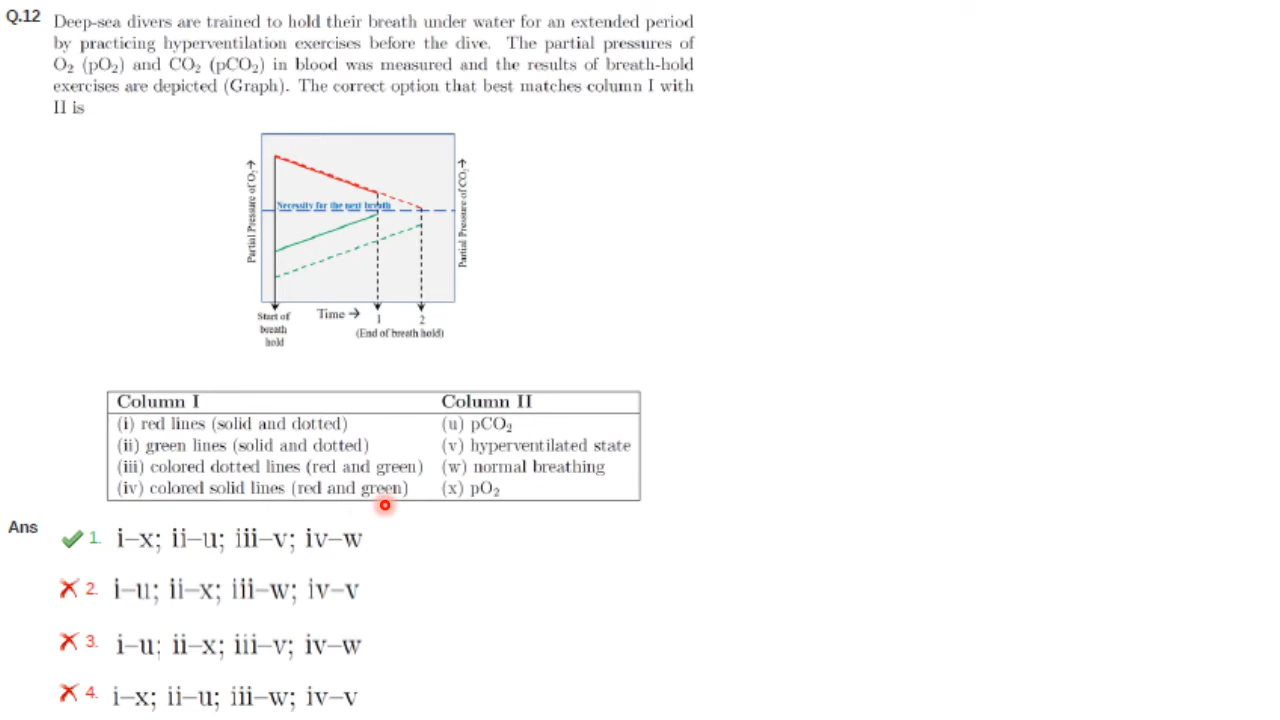 Q.12 Deep-sea divers are trained to hold their breath under water for an extended period
by practicing hyperventilation exercises before the dive. The partial pressures of
O₂ (pO₂) and CO₂ (pCO₂) in blood was measured and the results of breath-hold
exercises are depicted (Graph). The correct option that best matches column I with
II is
Partial Pressure of O₂→
Necessity for the next breath
Partial Pressure of CO₂→
Start of
breath
hold
Time →
1
2
(End of breath hold)
Column I Column II
(i) red lines (solid and dotted) (u) pCO₂
(ii) green lines (solid and dotted) (v) hyperventilated state
(iii) colored dotted lines (red and green) (w) normal breathing
(iv) colored solid lines (red and green) (x) pO₂
Ans
1. i–x; ii–u; iii–v; iv–w
2. i–u; ii–x; iii–w; iv–v
3. i–u; ii–x; iii–v; iv–w
4. i–x; ii–u; iii–w; iv–v